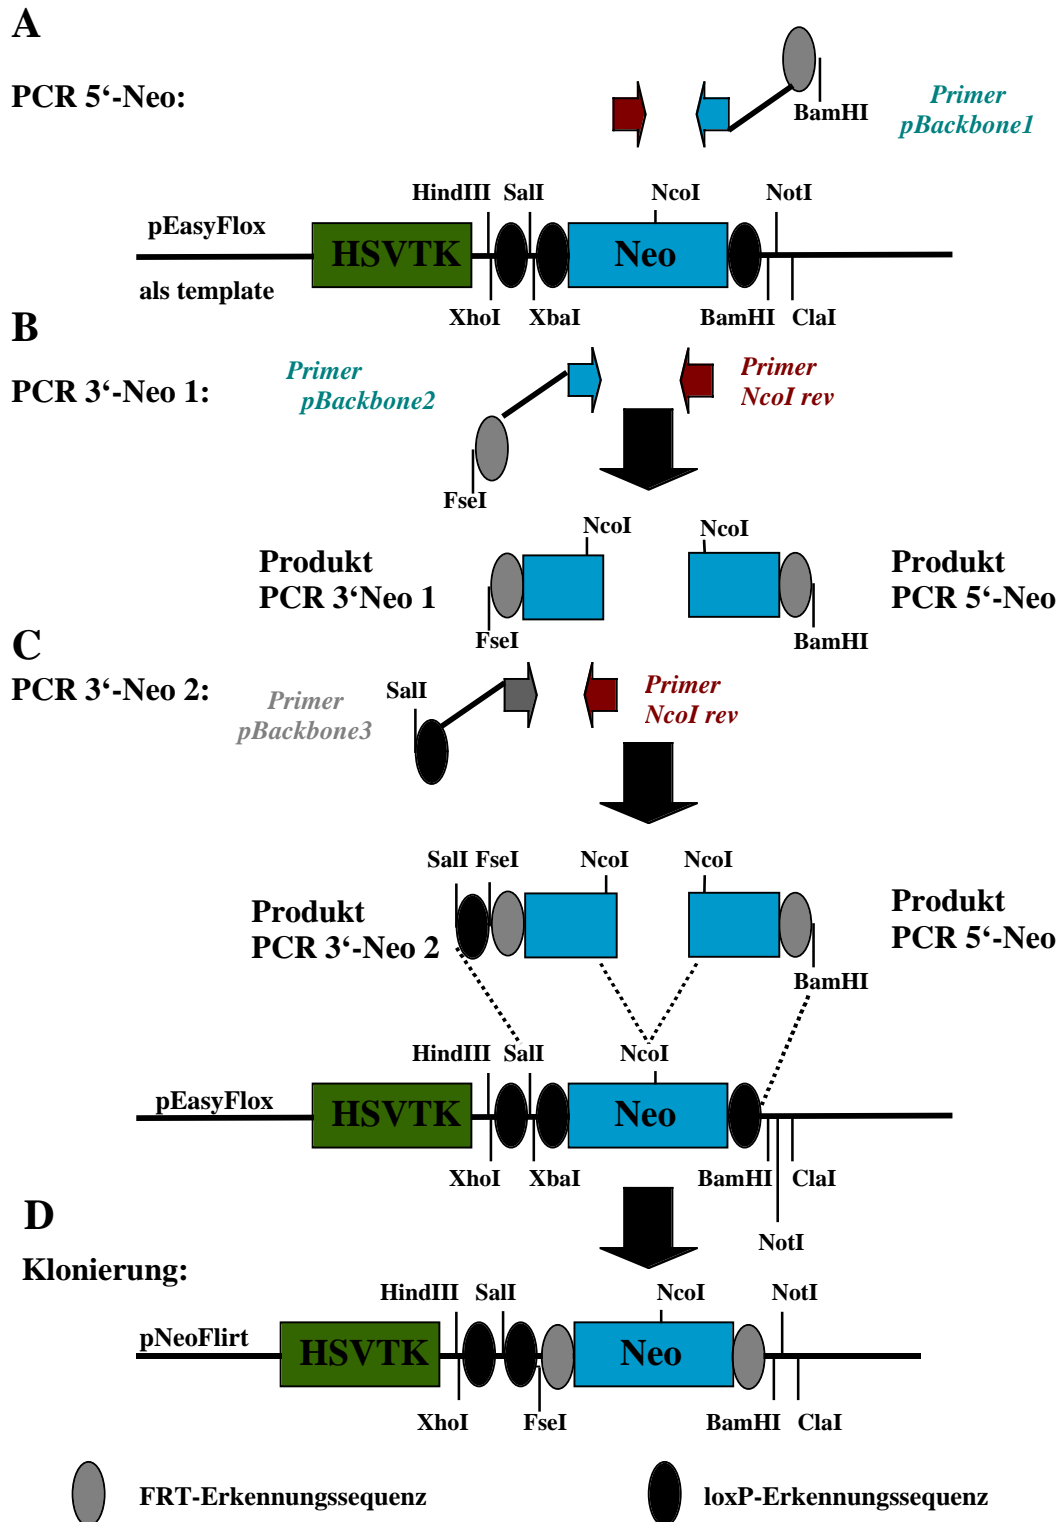 A
PCR 5‘-Neo:
BamHI
Primer
pBackbone1
HindIII SalI NcoI NotI
pEasyFlox
HSVTK Neo
als template
XhoI XbaI BamHI ClaI
B
PCR 3‘-Neo 1:
Primer
pBackbone2
Primer
NcoI rev
FseI
NcoI NcoI
Produkt
PCR 3‘Neo 1
Produkt
PCR 5‘-Neo
FseI BamHI
C
PCR 3‘-Neo 2:
SalI
Primer
pBackbone3
Primer
NcoI rev
SalI FseI NcoI NcoI
Produkt
PCR 3‘-Neo 2
Produkt
PCR 5‘-Neo
BamHI
HindIII SalI NcoI
pEasyFlox
HSVTK Neo
XhoI XbaI BamHI ClaI
NotI
D
Klonierung:
HindIII SalI NcoI NotI
pNeoFlirt
HSVTK Neo
XhoI FseI BamHI ClaI
FRT-Erkennungssequenz loxP-Erkennungssequenz